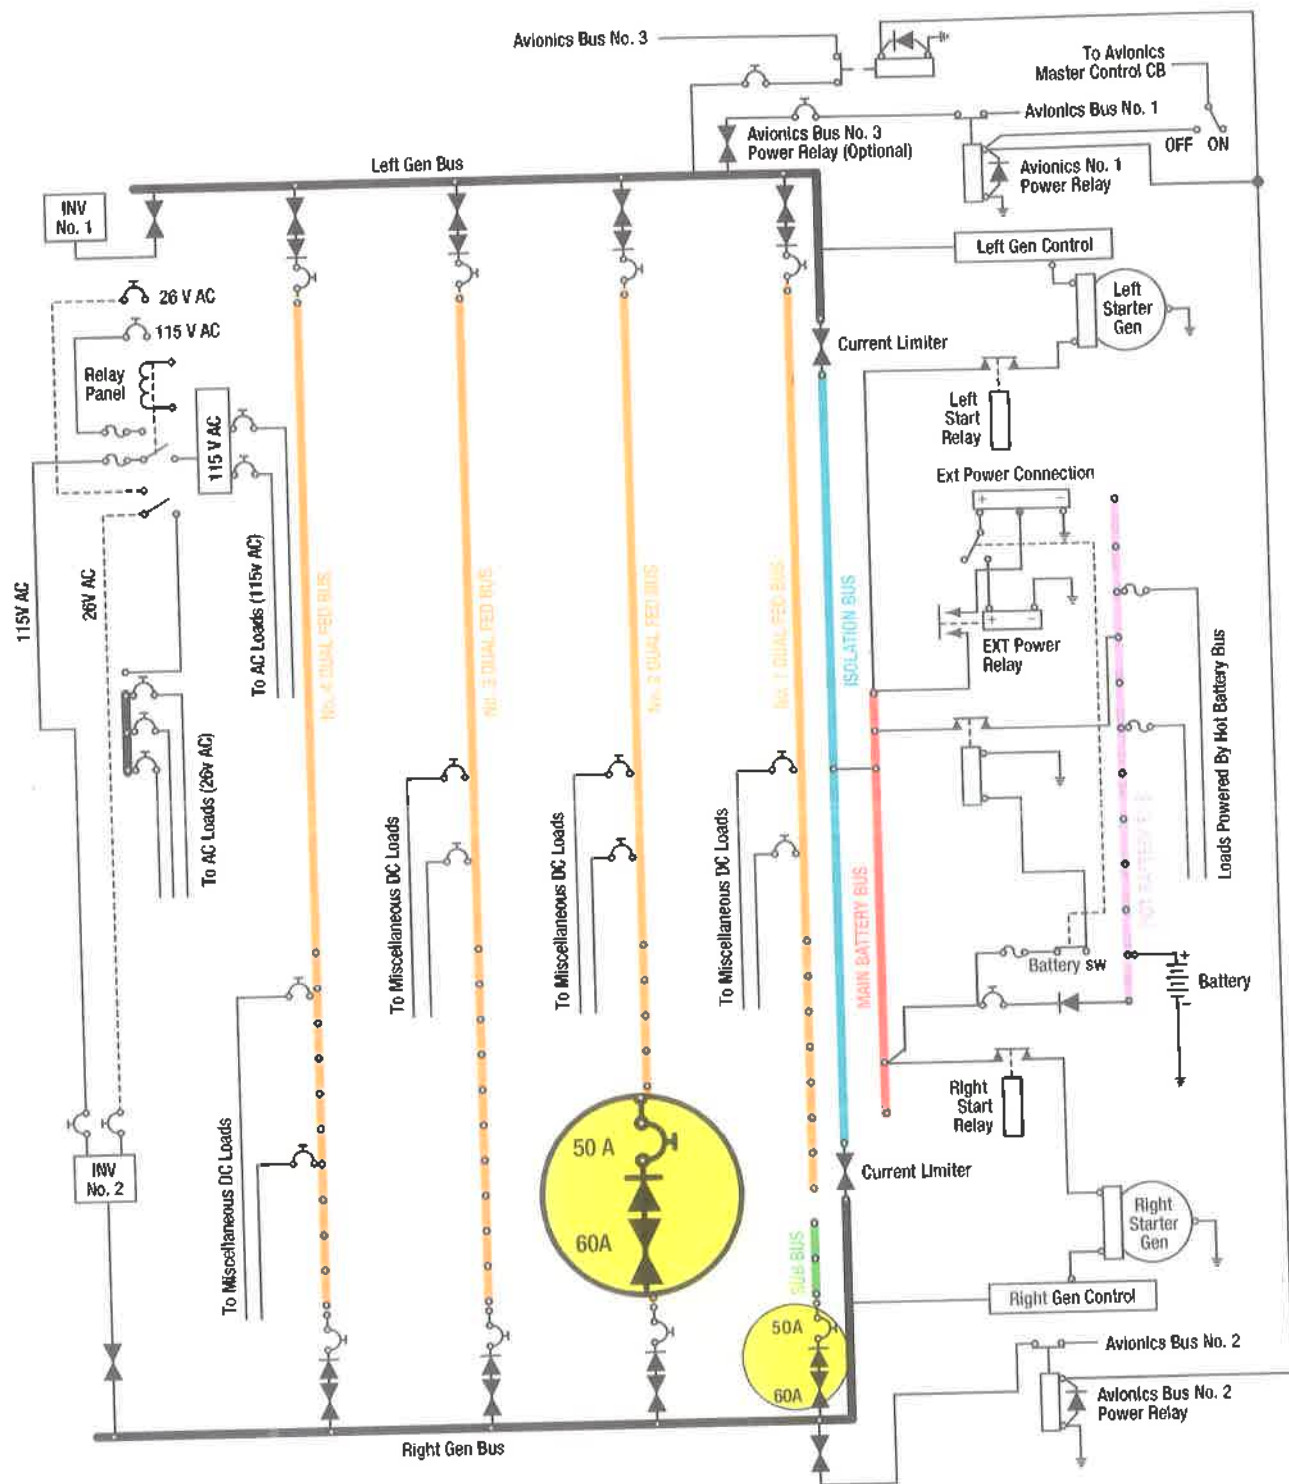 Avionics Bus No. 3
To Avionics
Master Control CB
Avionics Bus No. 1
OFF ON
Avionics Bus No. 3
Power Relay (Optional)
Avionics No. 1
Power Relay
Left Gen Bus
INV
No. 1
Left Gen Control
Left
Starter
Gen
26 V AC
115 V AC
Current Limiter
Relay
Panel
Left
Start
Relay
115 V AC
Ext Power Connection
+ -
115V AC
26V AC
To AC Loads (115v AC)
No. 4 DUAL FED BUS
No. 3 DUAL FED BUS
No. 2 DUAL FED BUS
No. 1 DUAL FED BUS
ISOLATION BUS
+ -
EXT Power
Relay
Loads Powered By Hot Battery Bus
To AC Loads (26v AC)
To Miscellaneous DC Loads
To Miscellaneous DC Loads
To Miscellaneous DC Loads
MAIN BATTERY BUS
HOT BATTERY BUS
Battery sw
+
Battery
-
To Miscellaneous DC Loads
Right
Start
Relay
50 A
60A
INV
No. 2
Current Limiter
Right
Starter
Gen
SUB BUS
Right Gen Control
50A
60A
Avionics Bus No. 2
Avionics Bus No. 2
Power Relay
Right Gen Bus